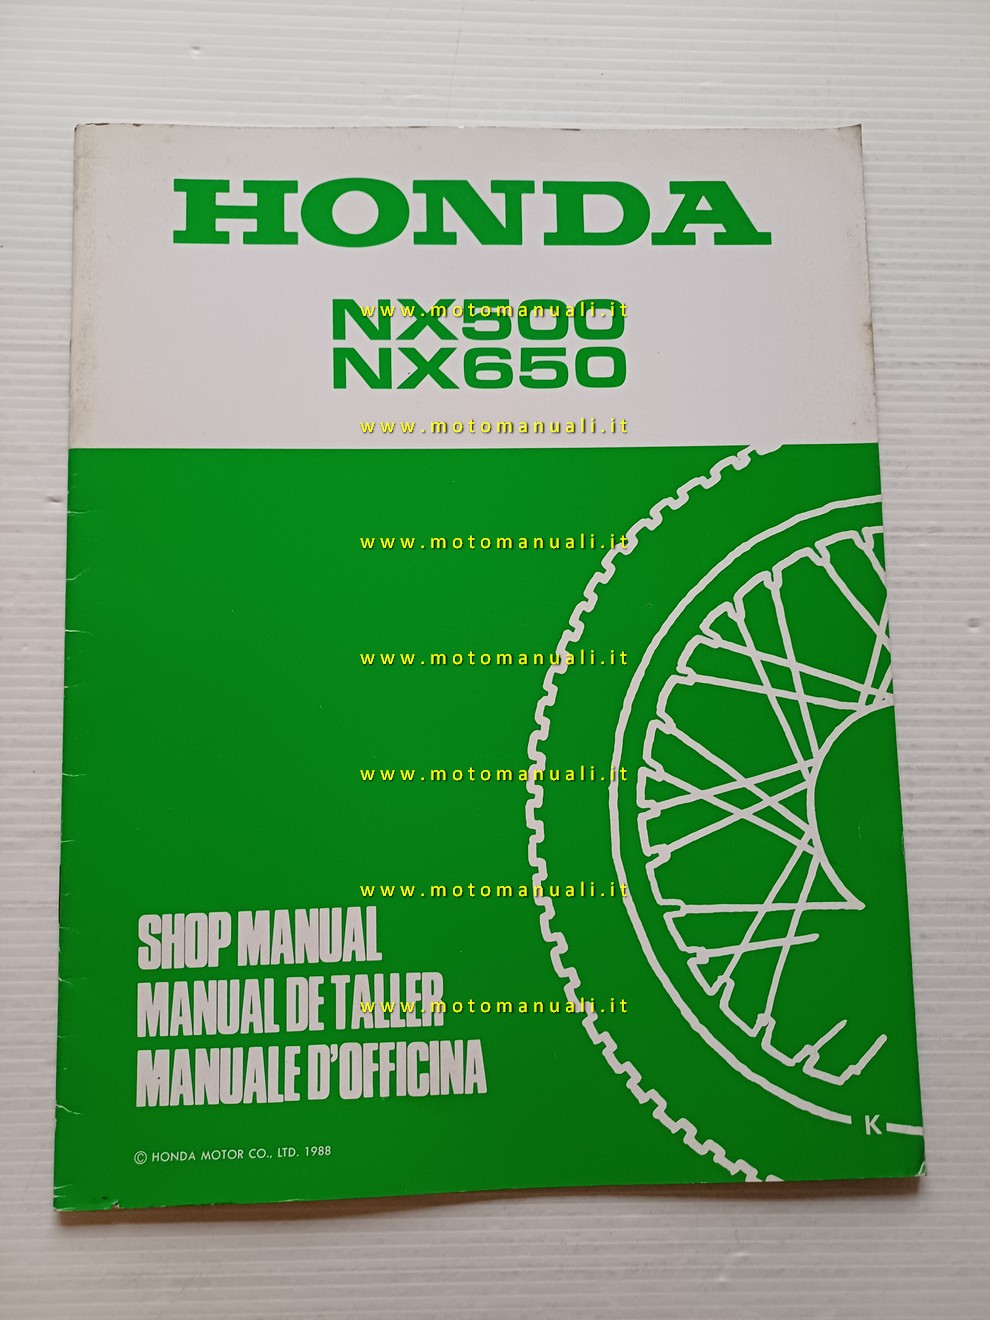 HONDA
NX500
www.motomanuali.it
NX650
www.motomanuali.it
www.motomanuali.it
www.motomanuali.it
www.motomanuali.it
www.motomanuali.it
SHOP MANUAL
MANUAL DE TALLER
www.motomanuali.it
MANUALE D'OFFICINA
K
© HONDA MOTOR CO., LTD. 1988